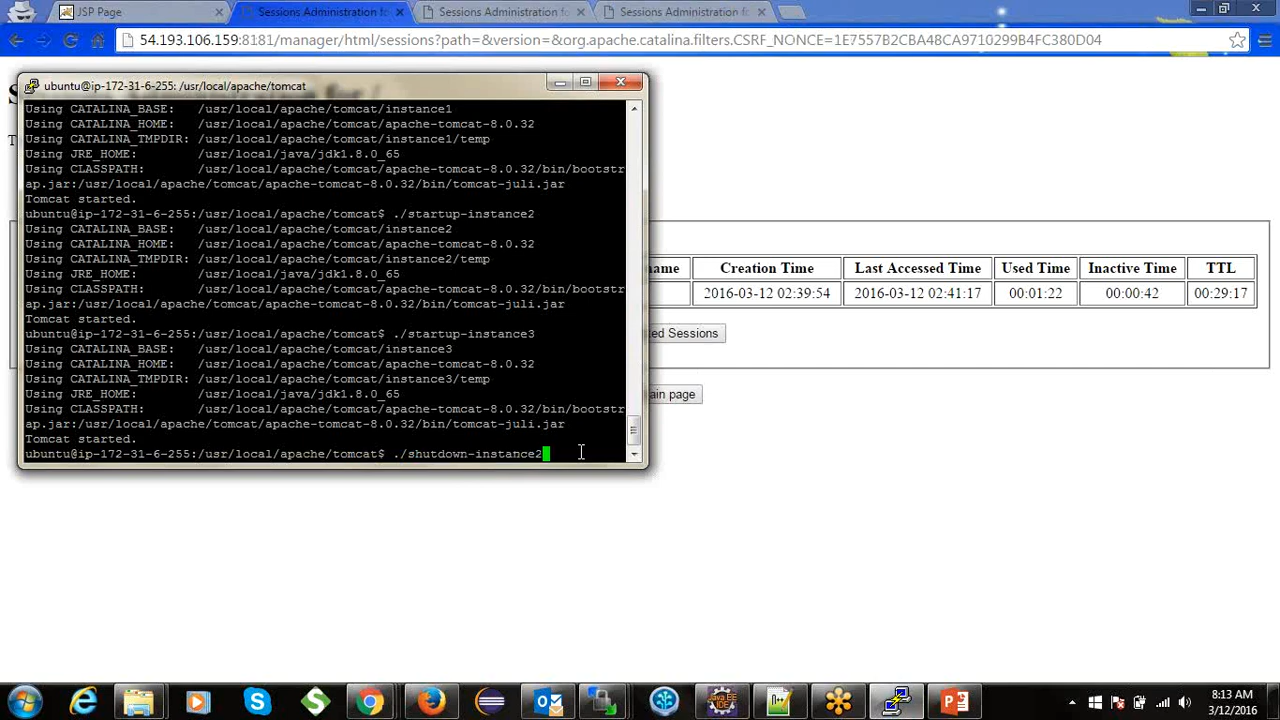 JSP Page
Sessions Administration for
Sessions Administration fo
Sessions Administration fo
54.193.106.159:8181/manager/html/sessions?path=&version=&org.apache.catalina.filters.CSRF_NONCE=1E7557B2CBA48CA9710299B4FC380D04
ubuntu@ip-172-31-6-255: /usr/local/apache/tomcat
Using CATALINA_BASE:   /usr/local/apache/tomcat/instance1
Using CATALINA_HOME:   /usr/local/apache/tomcat/apache-tomcat-8.0.32
Using CATALINA_TMPDIR: /usr/local/apache/tomcat/instance1/temp
Using JRE_HOME:        /usr/local/java/jdk1.8.0_65
Using CLASSPATH:       /usr/local/apache/tomcat/apache-tomcat-8.0.32/bin/bootstr
ap.jar:/usr/local/apache/tomcat/apache-tomcat-8.0.32/bin/tomcat-juli.jar
Tomcat started.
ubuntu@ip-172-31-6-255:/usr/local/apache/tomcat$ ./startup-instance2
Using CATALINA_BASE:   /usr/local/apache/tomcat/instance2
Using CATALINA_HOME:   /usr/local/apache/tomcat/apache-tomcat-8.0.32
Using CATALINA_TMPDIR: /usr/local/apache/tomcat/instance2/temp
Using JRE_HOME:        /usr/local/java/jdk1.8.0_65
Using CLASSPATH:       /usr/local/apache/tomcat/apache-tomcat-8.0.32/bin/bootstr
ap.jar:/usr/local/apache/tomcat/apache-tomcat-8.0.32/bin/tomcat-juli.jar
Tomcat started.
ubuntu@ip-172-31-6-255:/usr/local/apache/tomcat$ ./startup-instance3
Using CATALINA_BASE:   /usr/local/apache/tomcat/instance3
Using CATALINA_HOME:   /usr/local/apache/tomcat/apache-tomcat-8.0.32
Using CATALINA_TMPDIR: /usr/local/apache/tomcat/instance3/temp
Using JRE_HOME:        /usr/local/java/jdk1.8.0_65
Using CLASSPATH:       /usr/local/apache/tomcat/apache-tomcat-8.0.32/bin/bootstr
ap.jar:/usr/local/apache/tomcat/apache-tomcat-8.0.32/bin/tomcat-juli.jar
Tomcat started.
ubuntu@ip-172-31-6-255:/usr/local/apache/tomcat$ ./shutdown-instance2
name Creation Time Last Accessed Time Used Time Inactive Time TTL
2016-03-12 02:39:54 2016-03-12 02:41:17 00:01:22 00:00:42 00:29:17
ed Sessions
ain page
Java EE
IDE
8:13 AM
3/12/2016